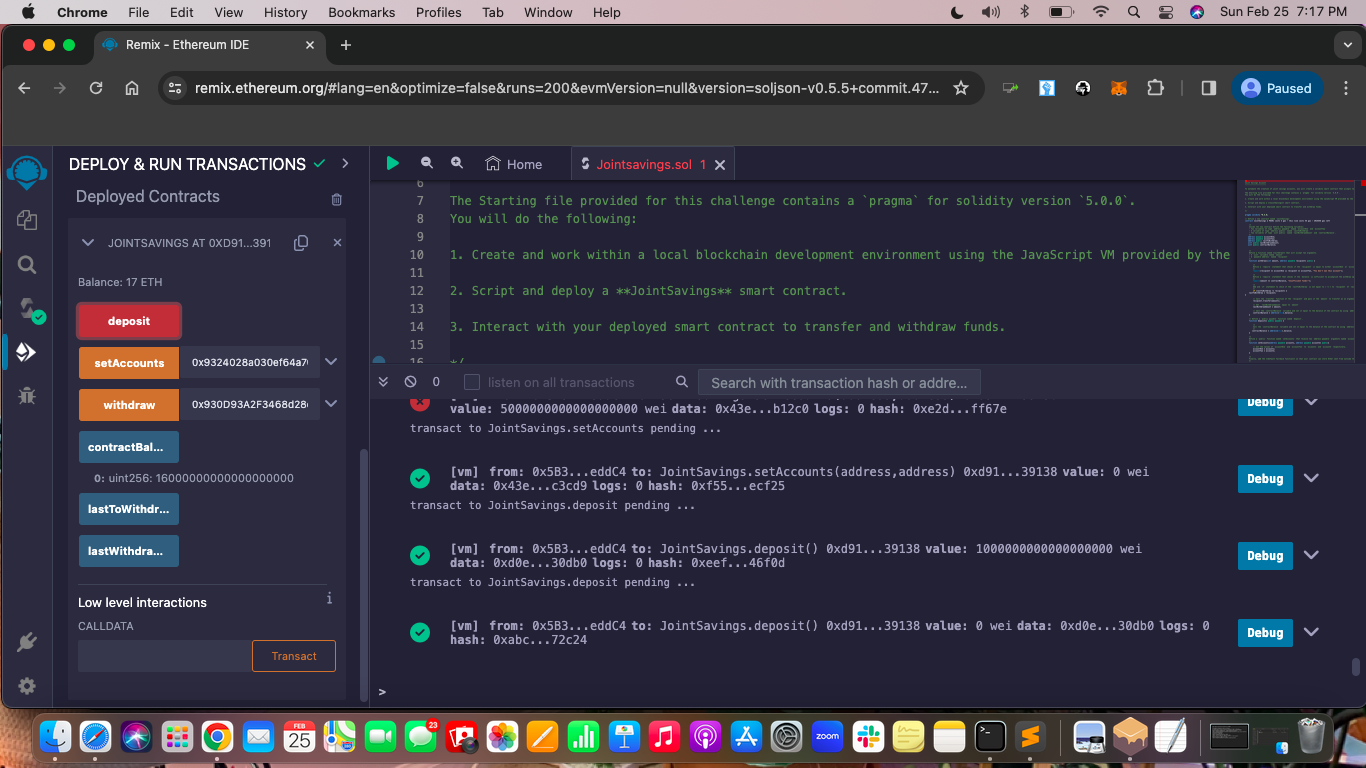 Chrome File Edit View History Bookmarks Profiles Tab Window Help Sun Feb 25 7:17 PM
Remix - Ethereum IDE
remix.ethereum.org/#lang=en&optimize=false&runs=200&evmVersion=null&version=soljson-v0.5.5+commit.47... Paused
DEPLOY & RUN TRANSACTIONS
Deployed Contracts
JOINTSAVINGS AT 0XD91...391
Balance: 17 ETH
deposit
setAccounts 0x9324028a030ef64a7
withdraw 0x930D93A2F3468d28
contractBal...
0: uint256: 16000000000000000000
lastToWithdr...
lastWithdra...
Low level interactions i
CALLDATA
Transact
Home Jointsavings.sol 1
6
7 The Starting file provided for this challenge contains a `pragma` for solidity version `5.0.0`.
8 You will do the following:
9
10 1. Create and work within a local blockchain development environment using the JavaScript VM provided by the
11
12 2. Script and deploy a **JointSavings** smart contract.
13
14 3. Interact with your deployed smart contract to transfer and withdraw funds.
15
16 */
0 listen on all transactions Search with transaction hash or addre...
value: 5000000000000000000 wei data: 0x43e...b12c0 logs: 0 hash: 0xe2d...ff67e Debug
transact to JointSavings.setAccounts pending ...
[vm] from: 0x5B3...eddC4 to: JointSavings.setAccounts(address,address) 0xd91...39138 value: 0 wei
data: 0x43e...c3cd9 logs: 0 hash: 0xf55...ecf25 Debug
transact to JointSavings.deposit pending ...
[vm] from: 0x5B3...eddC4 to: JointSavings.deposit() 0xd91...39138 value: 1000000000000000000 wei
data: 0xd0e...30db0 logs: 0 hash: 0xeef...46f0d Debug
transact to JointSavings.deposit pending ...
[vm] from: 0x5B3...eddC4 to: JointSavings.deposit() 0xd91...39138 value: 0 wei data: 0xd0e...30db0 logs: 0
hash: 0xabc...72c24 Debug
>
FEB
25
23
zoom